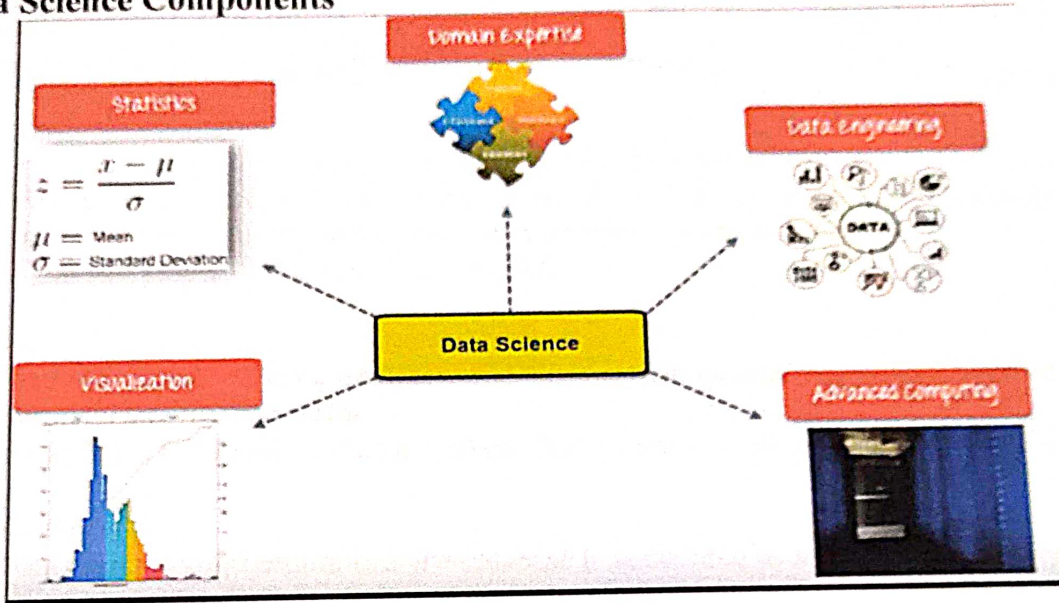 a Science Components
Domain Expertise
Statistics
z = x − μ
σ
μ = Mean
σ = Standard Deviation
Data Engineering
DATA
Data Science
Visualization
Advanced Computing